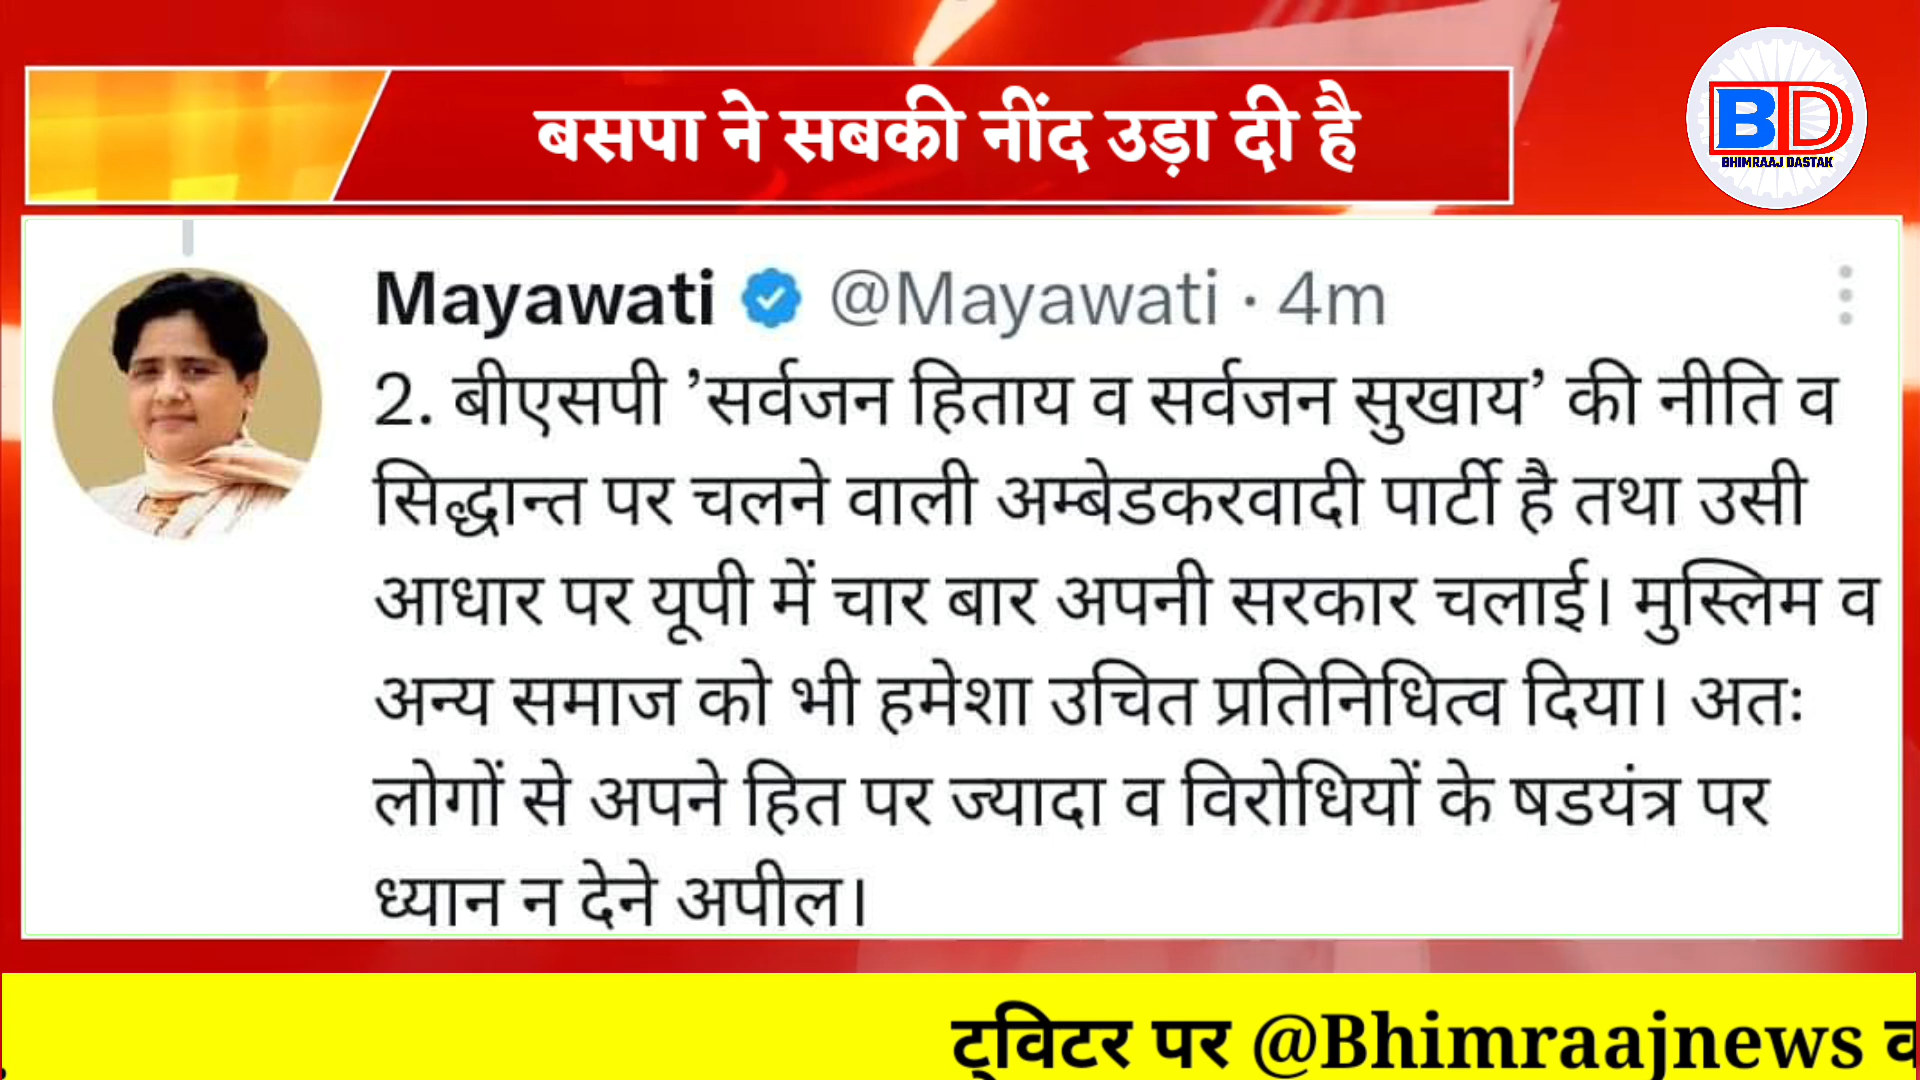 बसपा ने सबकी नींद उड़ा दी है
BD
BHIMRAAJ DASTAK
Mayawati @Mayawati · 4m
2. बीएसपी ’सर्वजन हिताय व सर्वजन सुखाय’ की नीति व
सिद्धान्त पर चलने वाली अम्बेडकरवादी पार्टी है तथा उसी
आधार पर यूपी में चार बार अपनी सरकार चलाई। मुस्लिम व
अन्य समाज को भी हमेशा उचित प्रतिनिधित्व दिया। अतः
लोगों से अपने हित पर ज्यादा व विरोधियों के षडयंत्र पर
ध्यान न देने अपील।
ट्विटर पर @Bhimraajnews